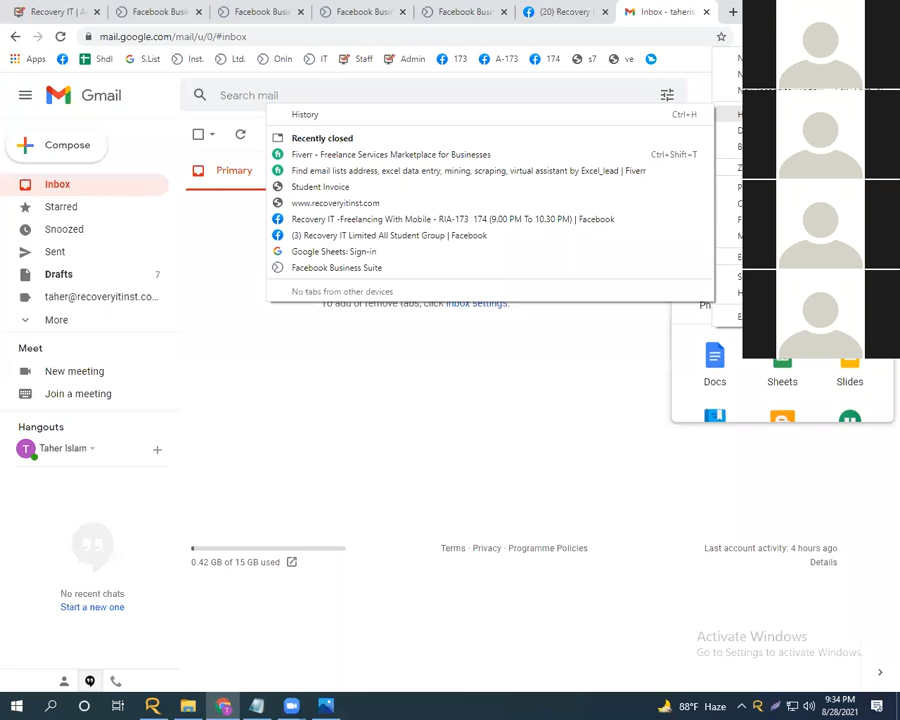 Recovery IT | A
Facebook Busin
Facebook Busin
Facebook Busin
Facebook Busin
(20) Recovery I
Inbox - taheris
mail.google.com/mail/u/0/#inbox
Apps
Shdl
S.List
Inst.
Ltd.
OnIn
IT
Staff
Admin
173
A-173
174
s7
ve
Gmail
Search mail
Compose
Inbox
Starred
Snoozed
Sent
Drafts 7
taher@recoveryitinst.co...
More
Meet
New meeting
Join a meeting
Hangouts
T Taher Islam
No recent chats
Start a new one
Primary
History Ctrl+H
Recently closed
Fiverr - Freelance Services Marketplace for Businesses Ctrl+Shift+T
Find email lists address, excel data entry, mining, scraping, virtual assistant by Excel_lead | Fiverr
Student Invoice
www.recoveryitinst.com
Recovery IT -Freelancing With Mobile - RIA-173 174 (9.00 PM To 10.30 PM) | Facebook
(3) Recovery IT Limited All Student Group | Facebook
Google Sheets: Sign-in
Facebook Business Suite
No tabs from other devices
To add or remove tabs, click inbox settings.
Docs
Sheets
Slides
Terms - Privacy - Programme Policies
0.42 GB of 15 GB used
Last account activity: 4 hours ago
Details
Activate Windows
Go to Settings to activate Windows.
88°F Haze
9:34 PM
8/28/2021